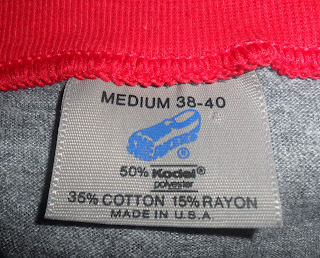 MEDIUM 38-40
®
50% Kodel
polyester
35% COTTON 15% RAYON
MADE IN U.S.A.